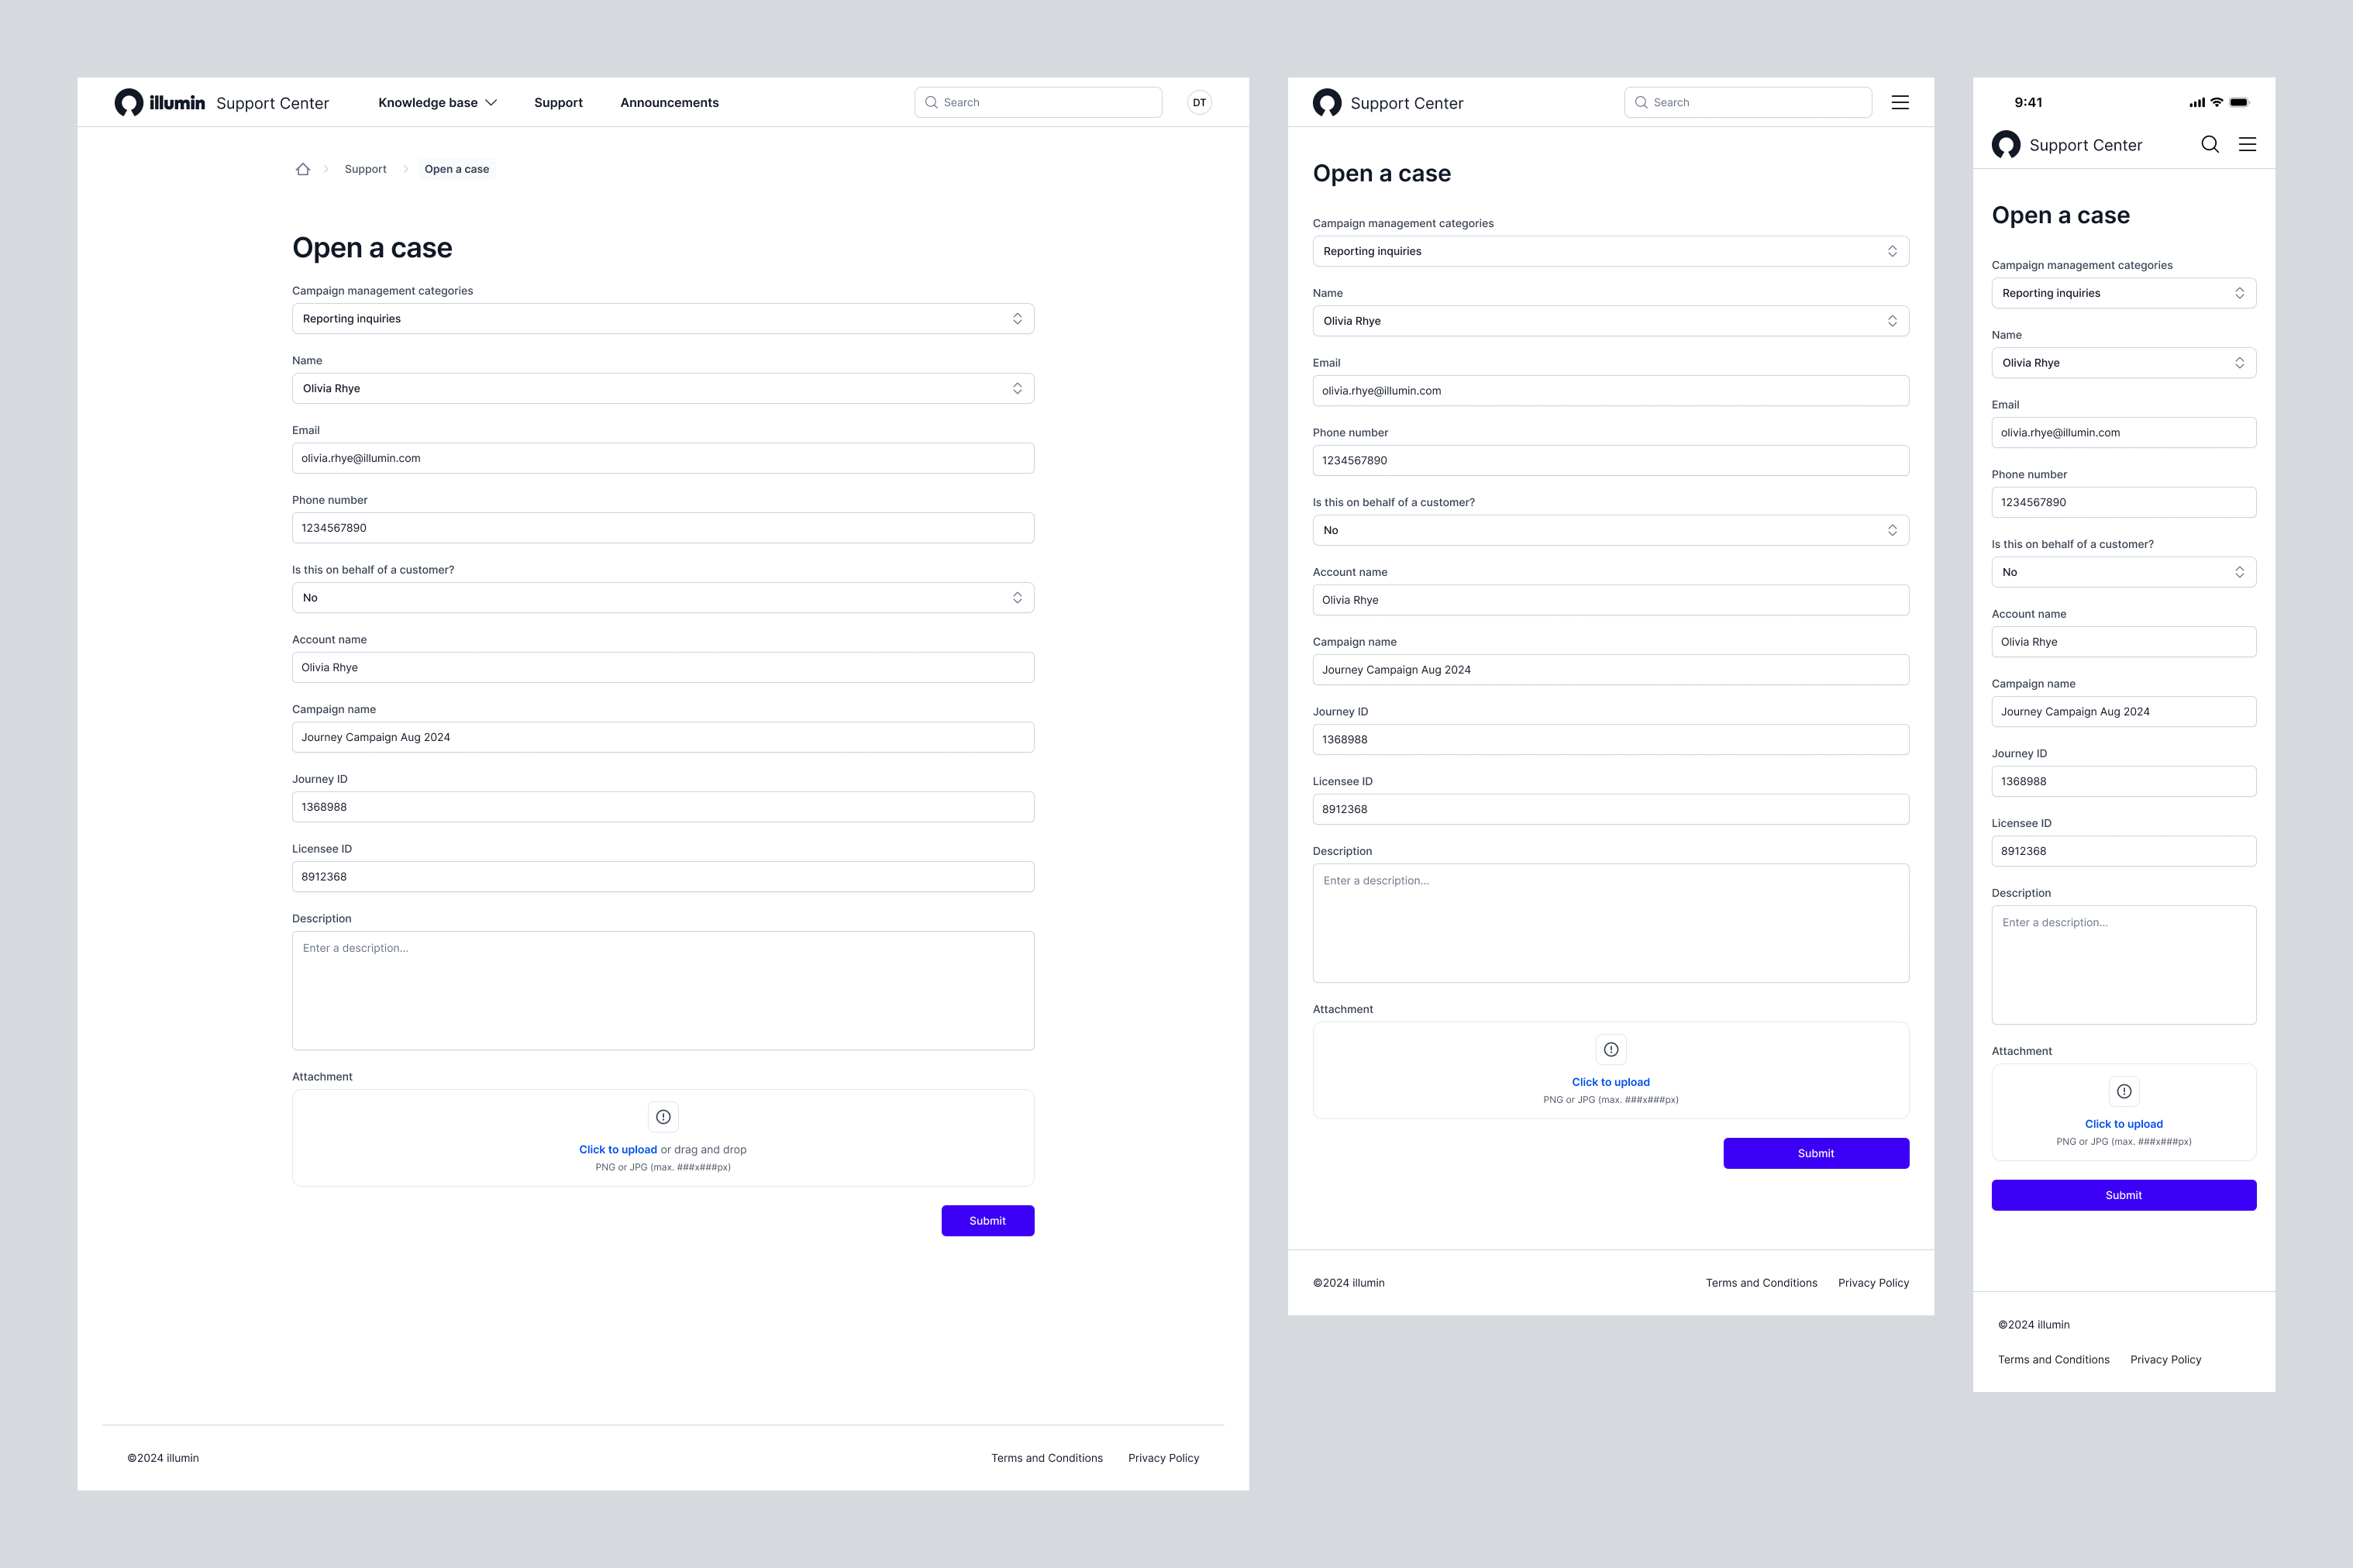 illumin Support Center Knowledge base Support Announcements Search DT
Support Open a case
Open a case
Campaign management categories
Reporting inquiries
Name
Olivia Rhye
Email
olivia.rhye@illumin.com
Phone number
1234567890
Is this on behalf of a customer?
No
Account name
Olivia Rhye
Campaign name
Journey Campaign Aug 2024
Journey ID
1368988
Licensee ID
8912368
Description
Enter a description...
Attachment
Click to upload or drag and drop
PNG or JPG (max. ###x###px)
Submit
©2024 illumin Terms and Conditions Privacy Policy
Support Center Search
Open a case
Campaign management categories
Reporting inquiries
Name
Olivia Rhye
Email
olivia.rhye@illumin.com
Phone number
1234567890
Is this on behalf of a customer?
No
Account name
Olivia Rhye
Campaign name
Journey Campaign Aug 2024
Journey ID
1368988
Licensee ID
8912368
Description
Enter a description...
Attachment
Click to upload
PNG or JPG (max. ###x###px)
Submit
©2024 illumin Terms and Conditions Privacy Policy
9:41
Support Center
Open a case
Campaign management categories
Reporting inquiries
Name
Olivia Rhye
Email
olivia.rhye@illumin.com
Phone number
1234567890
Is this on behalf of a customer?
No
Account name
Olivia Rhye
Campaign name
Journey Campaign Aug 2024
Journey ID
1368988
Licensee ID
8912368
Description
Enter a description...
Attachment
Click to upload
PNG or JPG (max. ###x###px)
Submit
©2024 illumin
Terms and Conditions Privacy Policy